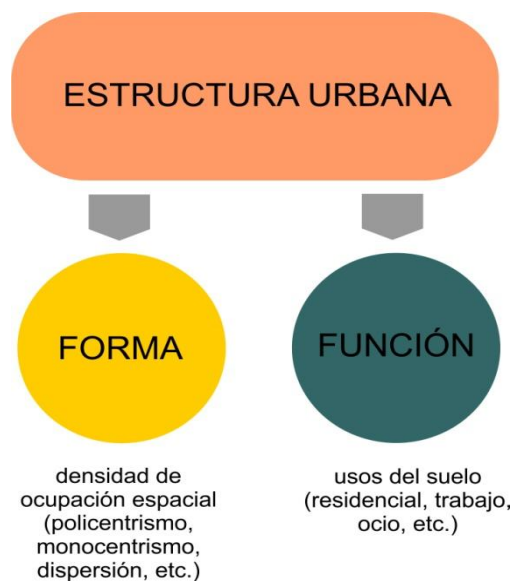 ESTRUCTURA URBANA
FORMA
FUNCIÓN
densidad de
ocupación espacial
(policentrismo,
monocentrismo,
dispersión, etc.)
usos del suelo
(residencial, trabajo,
ocio, etc.)